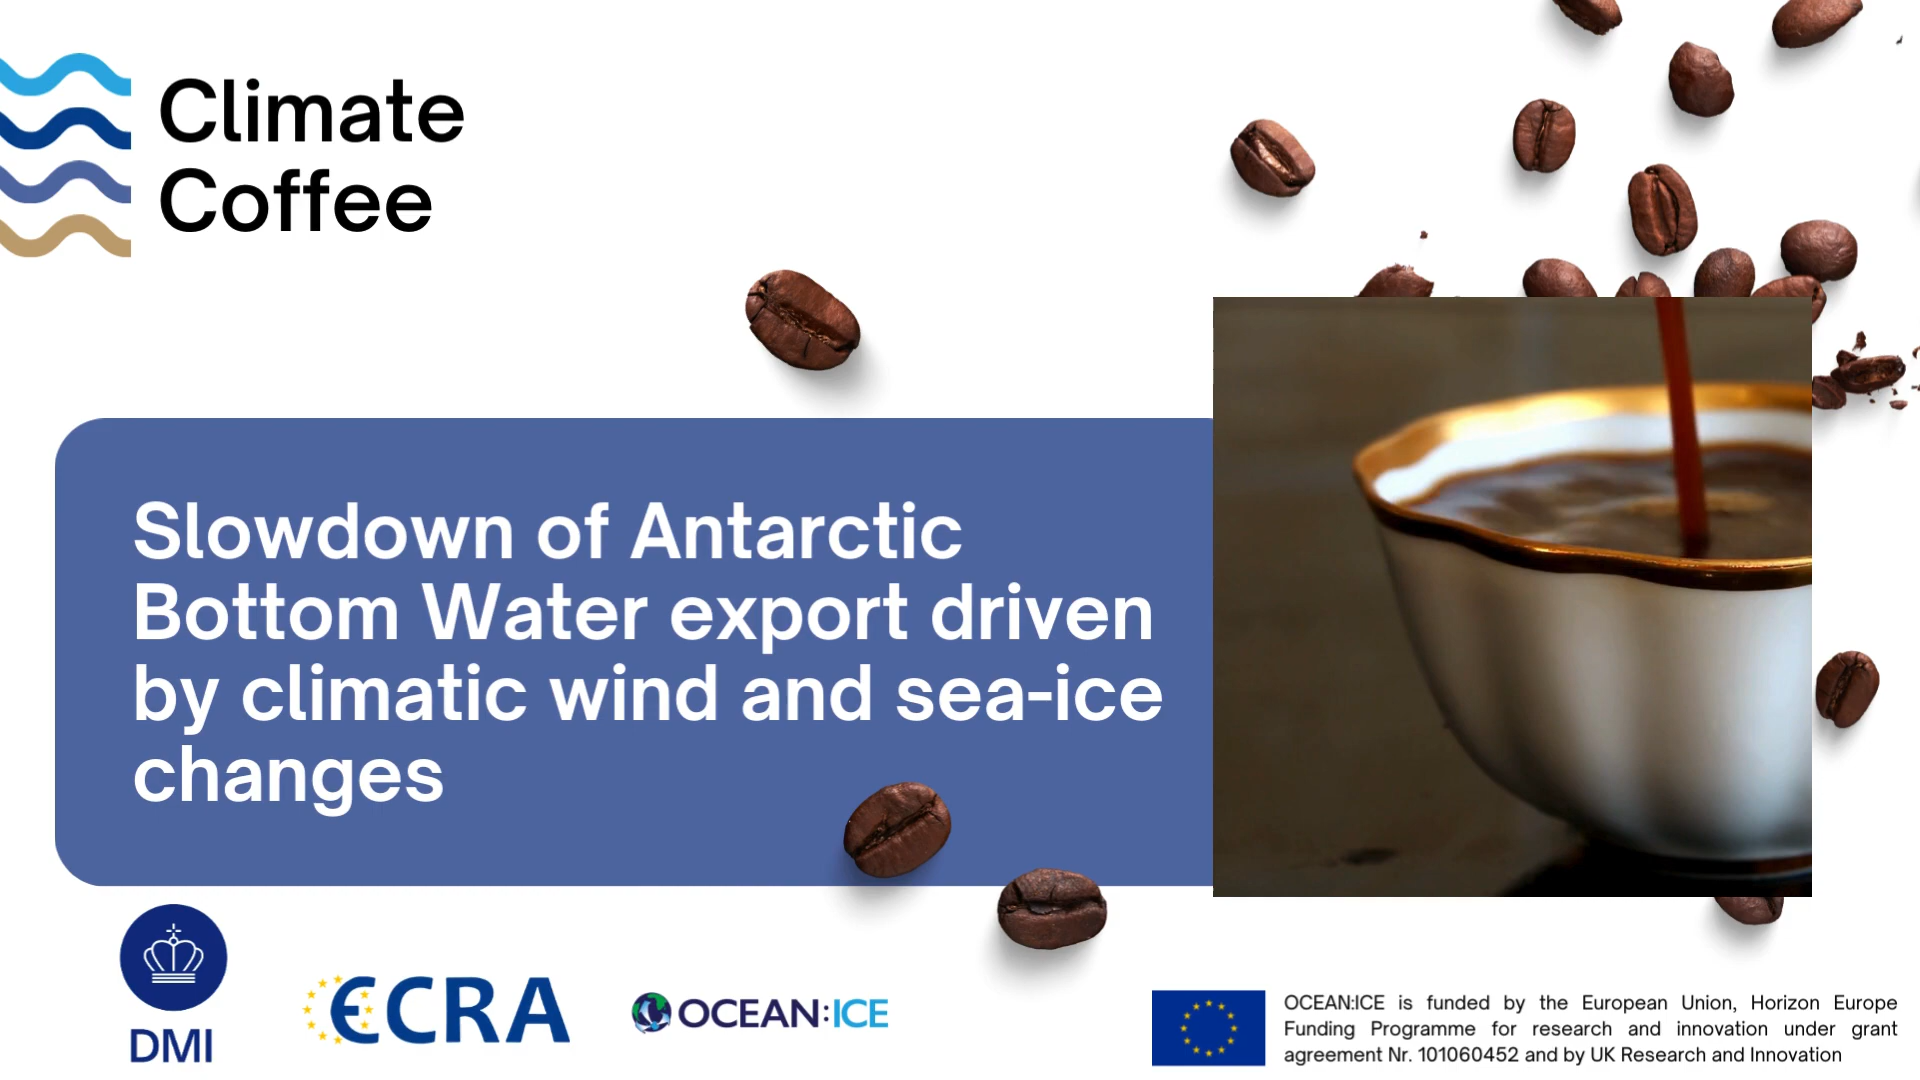 Climate
Coffee
Slowdown of Antarctic
Bottom Water export driven
by climatic wind and sea-ice
changes
DMI
ECRA
OCEAN:ICE
OCEAN:ICE is funded by the European Union, Horizon Europe
Funding Programme for research and innovation under grant
agreement Nr. 101060452 and by UK Research and Innovation